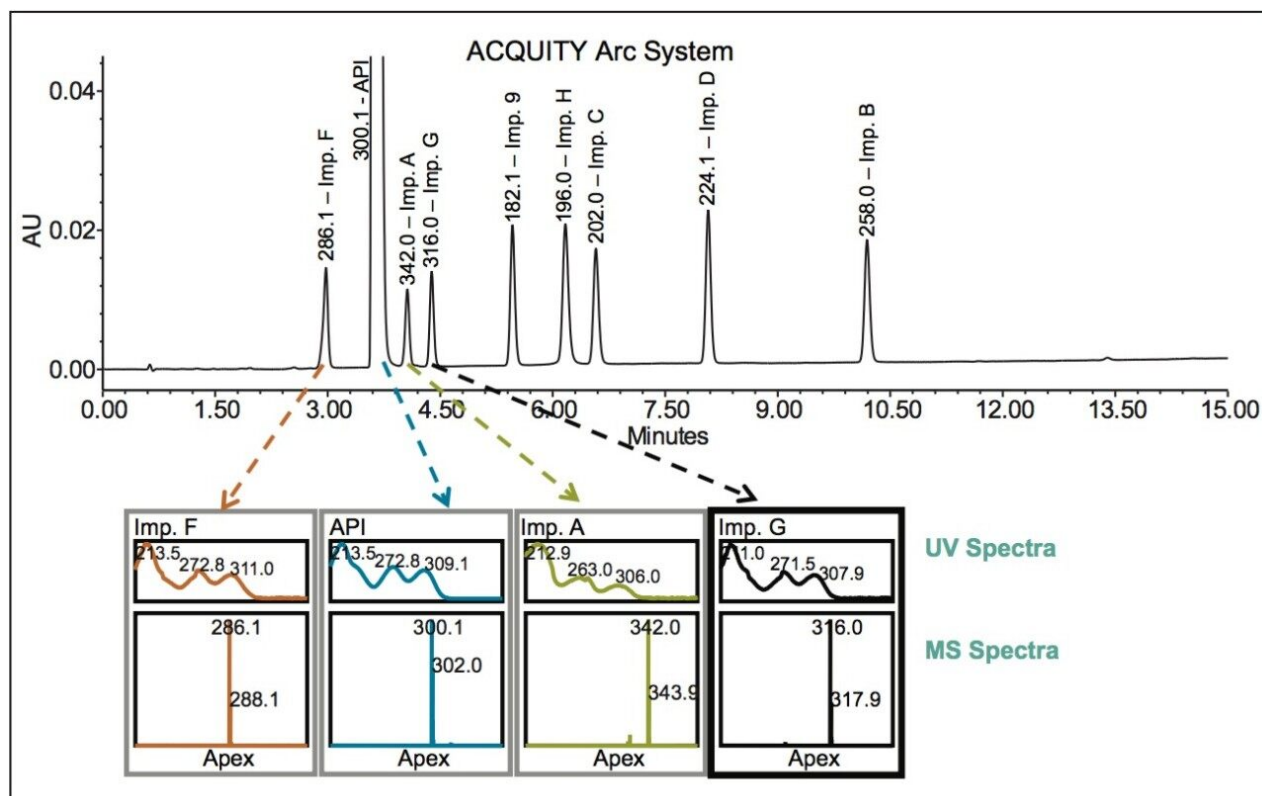 ACQUITY Arc System
AU
0.04
0.02
0.00
286.1 – Imp. F
300.1 - API
342.0 – Imp. A
316.0 – Imp. G
182.1 – Imp. 9
196.0 – Imp. H
202.0 – Imp. C
224.1 – Imp. D
258.0 – Imp. B
0.00 1.50 3.00 4.50 6.00 7.50 9.00 10.50 12.00 13.50 15.00
Minutes
Imp. F
213.5 272.8 311.0
286.1
288.1
Apex
API
213.5 272.8 309.1
300.1
302.0
Apex
Imp. A
212.9 263.0 306.0
342.0
343.9
Apex
Imp. G
211.0 271.5 307.9
316.0
317.9
Apex
UV Spectra
MS Spectra